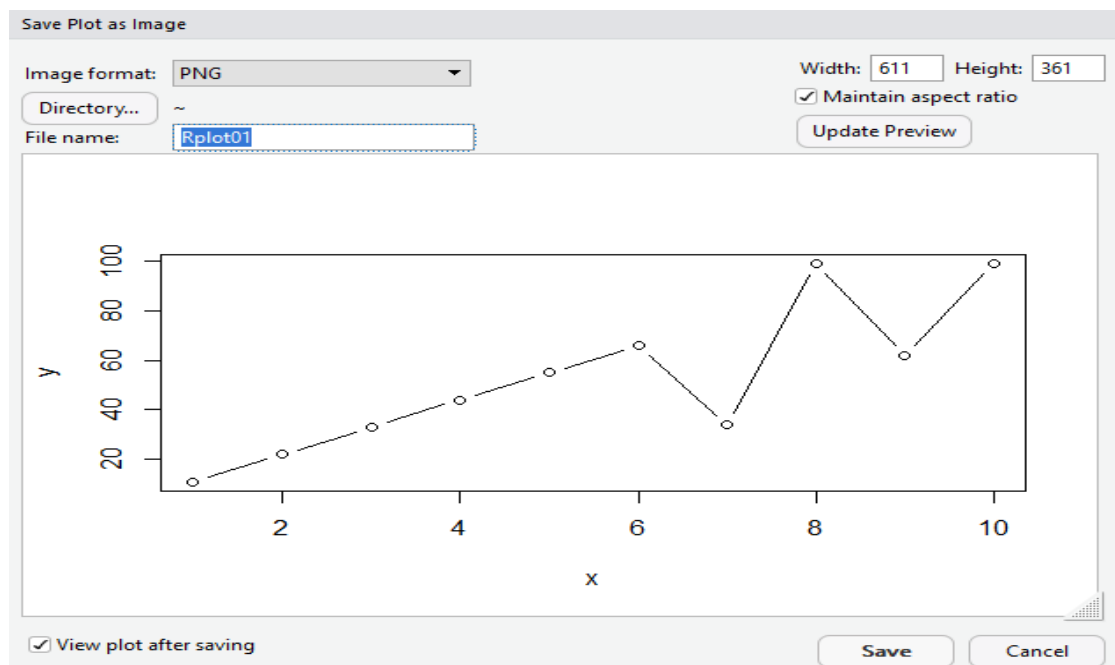 Save Plot as Image
Image format: PNG
Width: 611 Height: 361
Directory... ~
Maintain aspect ratio
File name: Rplot01
Update Preview
100
80
60
40
20
y
2 4 6 8 10
x
View plot after saving
Save Cancel